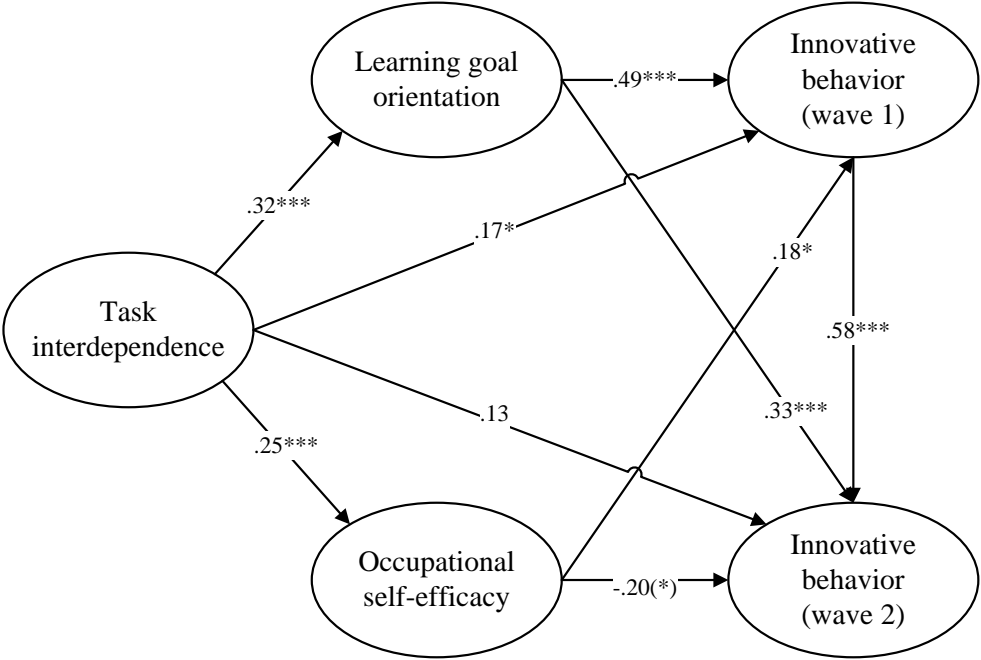 Learning goal
orientation
Innovative
behavior
(wave 1)
.49***
.32***
.17*
.18*
Task
interdependence
.58***
.13
.33***
.25***
Occupational
self-efficacy
-.20(*)
Innovative
behavior
(wave 2)